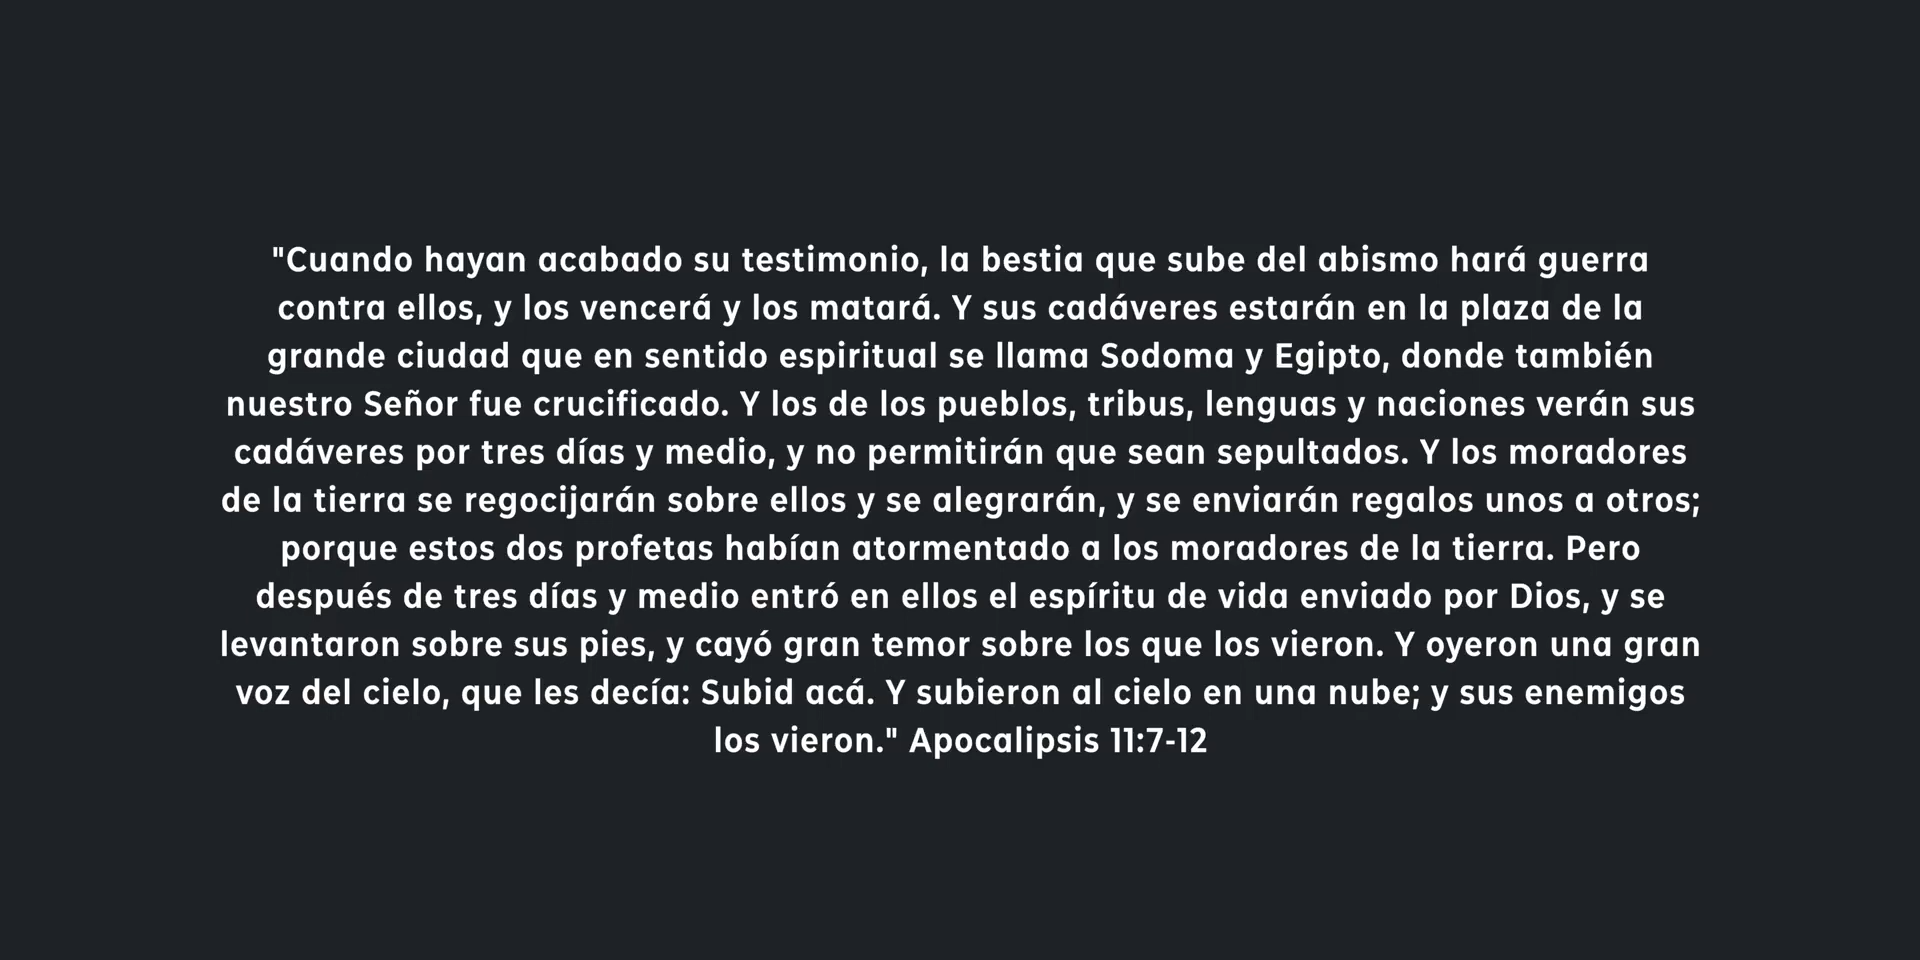 "Cuando hayan acabado su testimonio, la bestia que sube del abismo hará guerra
contra ellos, y los vencerá y los matará. Y sus cadáveres estarán en la plaza de la
grande ciudad que en sentido espiritual se llama Sodoma y Egipto, donde también
nuestro Señor fue crucificado. Y los de los pueblos, tribus, lenguas y naciones verán sus
cadáveres por tres días y medio, y no permitirán que sean sepultados. Y los moradores
de la tierra se regocijarán sobre ellos y se alegrarán, y se enviarán regalos unos a otros;
porque estos dos profetas habían atormentado a los moradores de la tierra. Pero
después de tres días y medio entró en ellos el espíritu de vida enviado por Dios, y se
levantaron sobre sus pies, y cayó gran temor sobre los que los vieron. Y oyeron una gran
voz del cielo, que les decía: Subid acá. Y subieron al cielo en una nube; y sus enemigos
los vieron." Apocalipsis 11:7-12